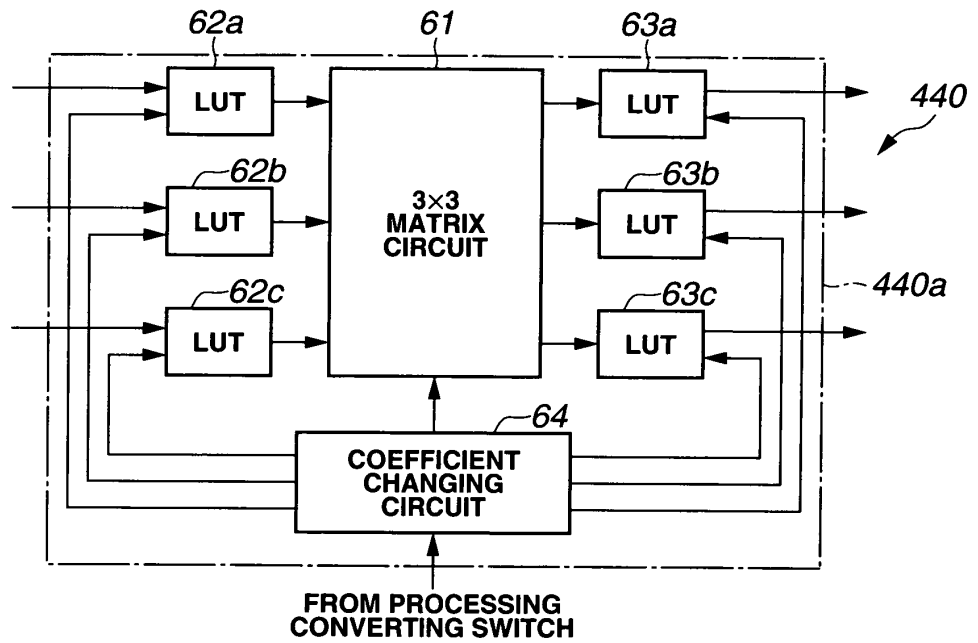 62a
61
63a
LUT
LUT
440
62b
63b
LUT
3×3
MATRIX
CIRCUIT
LUT
62c
63c
440a
LUT
LUT
64
COEFFICIENT
CHANGING
CIRCUIT
FROM PROCESSING
CONVERTING SWITCH